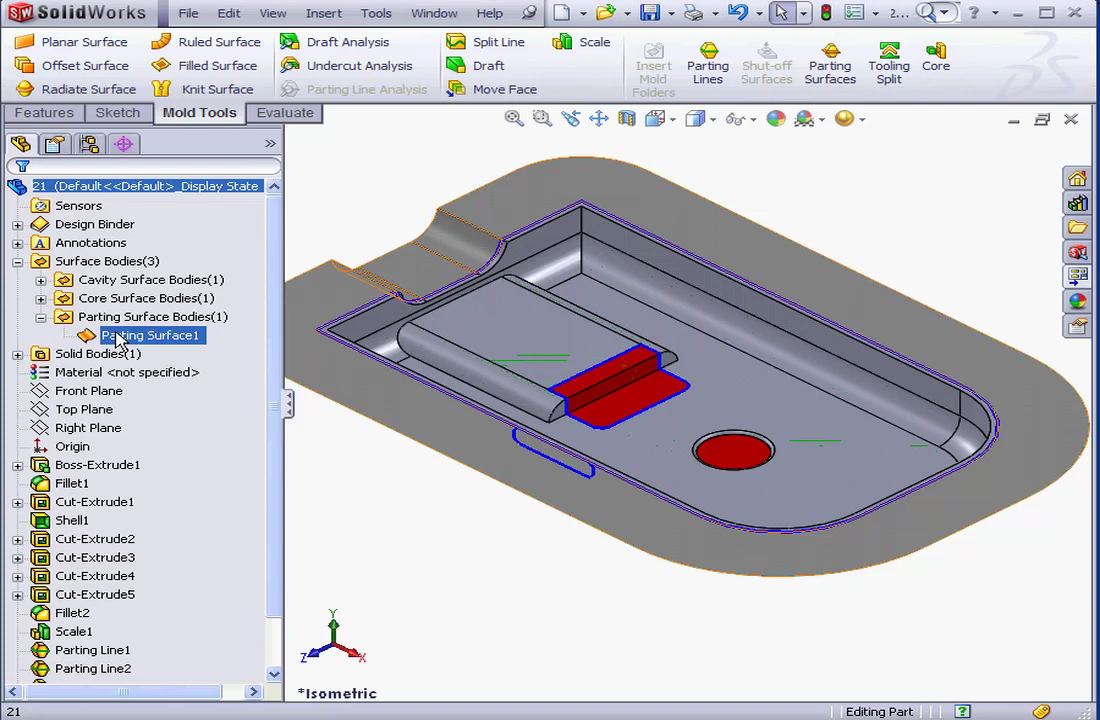 SolidWorks File Edit View Insert Tools Window Help 2... ?
Planar Surface Ruled Surface Draft Analysis Split Line Scale
Offset Surface Filled Surface Undercut Analysis Draft
Radiate Surface Knit Surface Parting Line Analysis Move Face
Insert Mold Folders
Parting Lines
Shut-off Surfaces
Parting Surfaces
Tooling Split
Core
Features Sketch Mold Tools Evaluate
21 (Default<<Default>_Display State
Sensors
Design Binder
A Annotations
Surface Bodies(3)
Cavity Surface Bodies(1)
Core Surface Bodies(1)
Parting Surface Bodies(1)
Parting Surface1
Solid Bodies(1)
Material <not specified>
Front Plane
Top Plane
Right Plane
Origin
Boss-Extrude1
Fillet1
Cut-Extrude1
Shell1
Cut-Extrude2
Cut-Extrude3
Cut-Extrude4
Cut-Extrude5
Fillet2
Scale1
Parting Line1
Parting Line2
Y
Z X
*Isometric
21 Editing Part ?